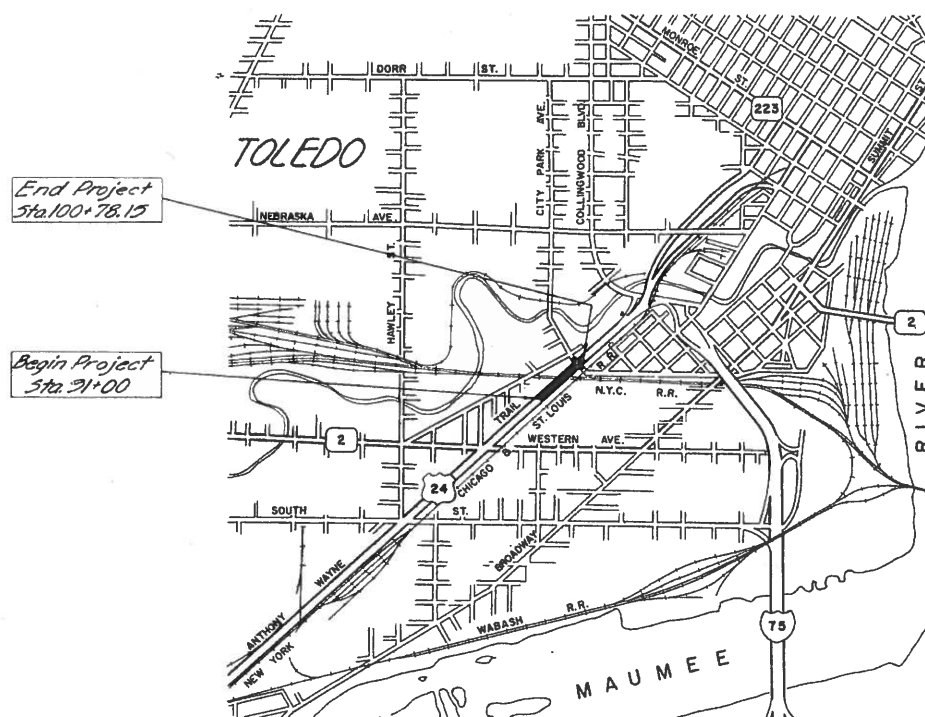 MONROE
ST.
DORR ST.
223
SUMMIT ST.
TOLEDO
CITY PARK AVE.
COLLINGWOOD BLVD.
End Project
Sta.100+78.15
NEBRASKA AVE.
HAWLEY ST.
2
Begin Project
Sta. 91+00
R.R.
N.Y.C. R.R.
TRAIL
ST. LOUIS
2
WESTERN AVE.
RIVER
24
CHICAGO &
SOUTH ST.
BROADWAY
ANTHONY WAYNE
NEW YORK
WABASH R.R.
75
MAUMEE